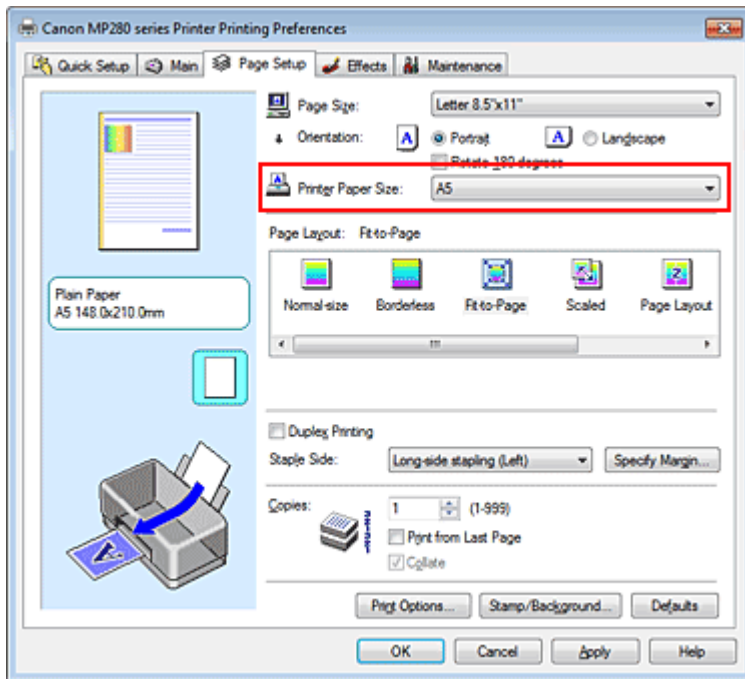 Canon MP280 series Printer Printing Preferences
Quick Setup Main Page Setup Effects Maintenance
Page Size: Letter 8.5"x11"
Orientation: A Portrait A Landscape
Rotate 180 degrees
Printer Paper Size: A5
Page Layout: Fit-to-Page
Normal-size Borderless Fit-to-Page Scaled Page Layout
Plain Paper
A5 148.0x210.0mm
Duplex Printing
Staple Side: Long-side stapling (Left) Specify Margin...
Copies: 1 (1-999)
Print from Last Page
Collate
Print Options... Stamp/Background... Defaults
OK Cancel Apply Help